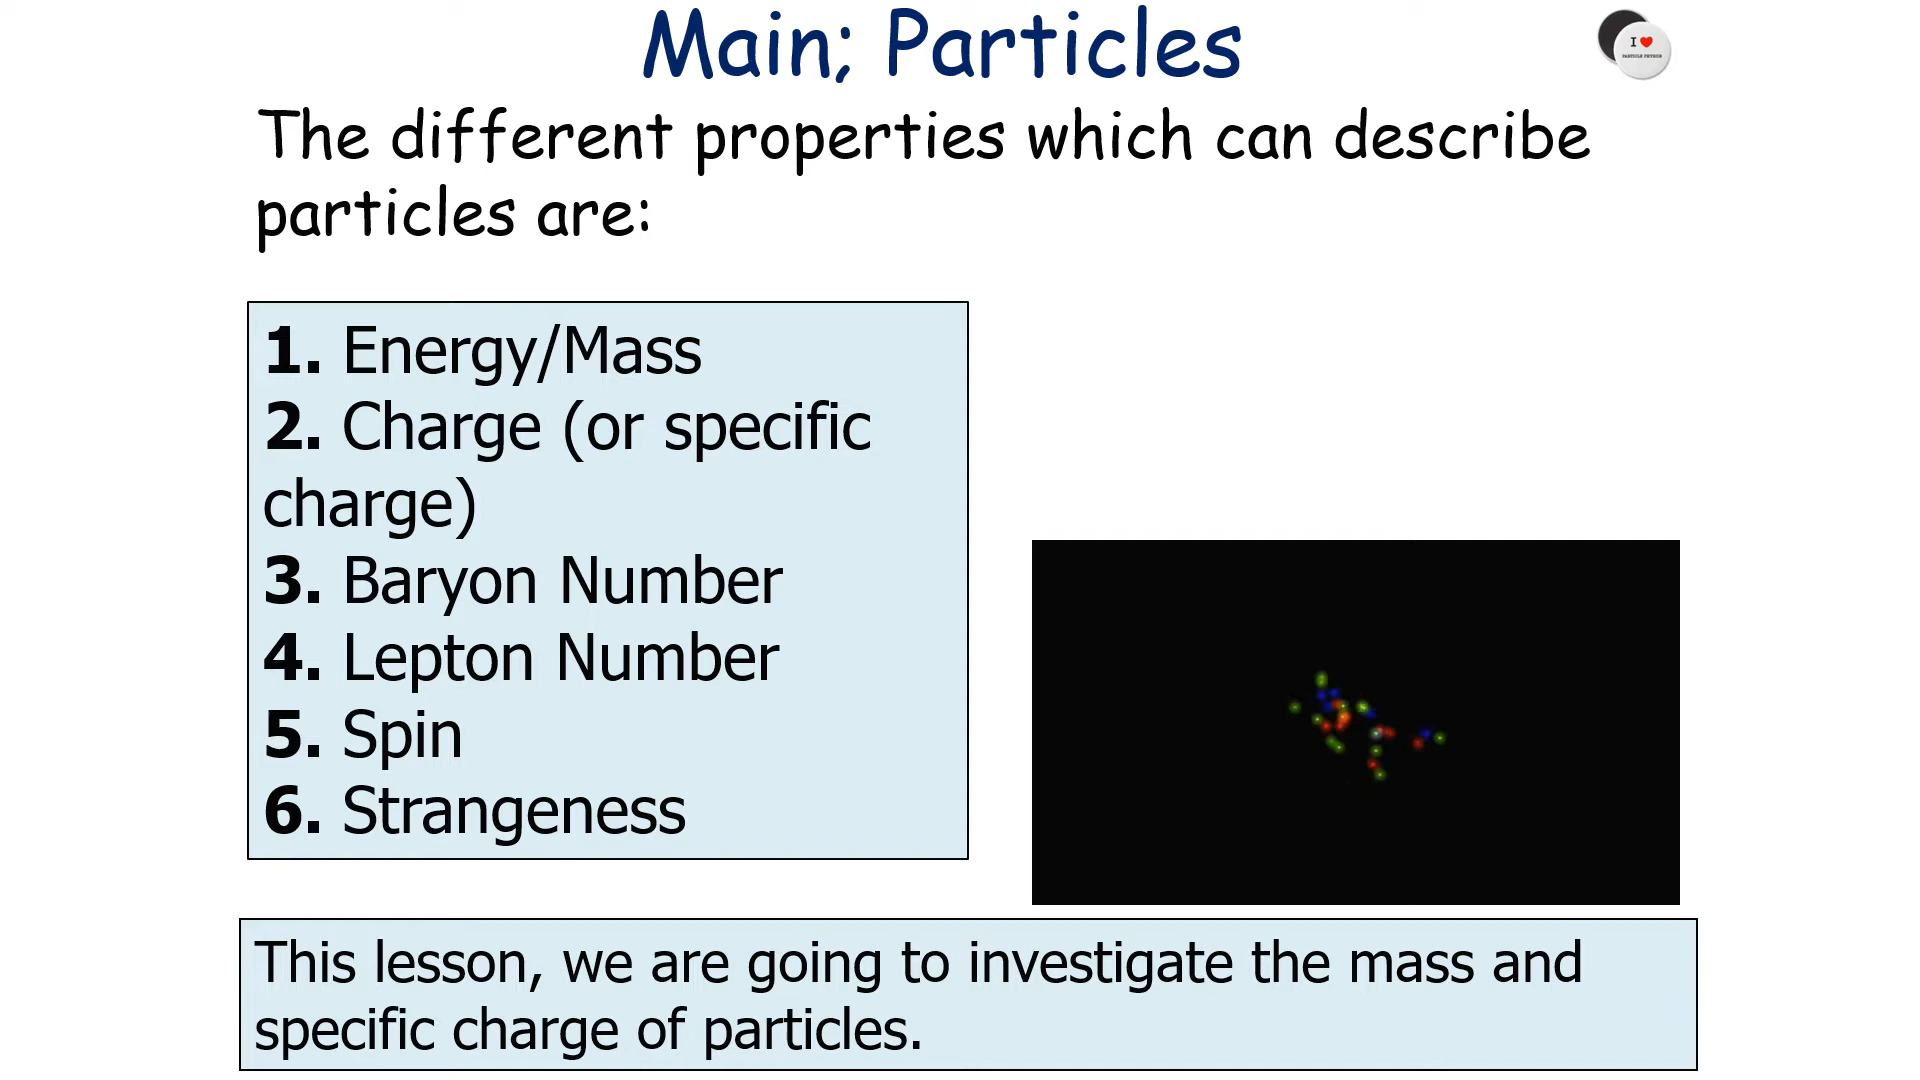 Main; Particles
I ❤
PARTICLE PHYSICS
The different properties which can describe
particles are:
1. Energy/Mass
2. Charge (or specific
charge)
3. Baryon Number
4. Lepton Number
5. Spin
6. Strangeness
This lesson, we are going to investigate the mass and
specific charge of particles.